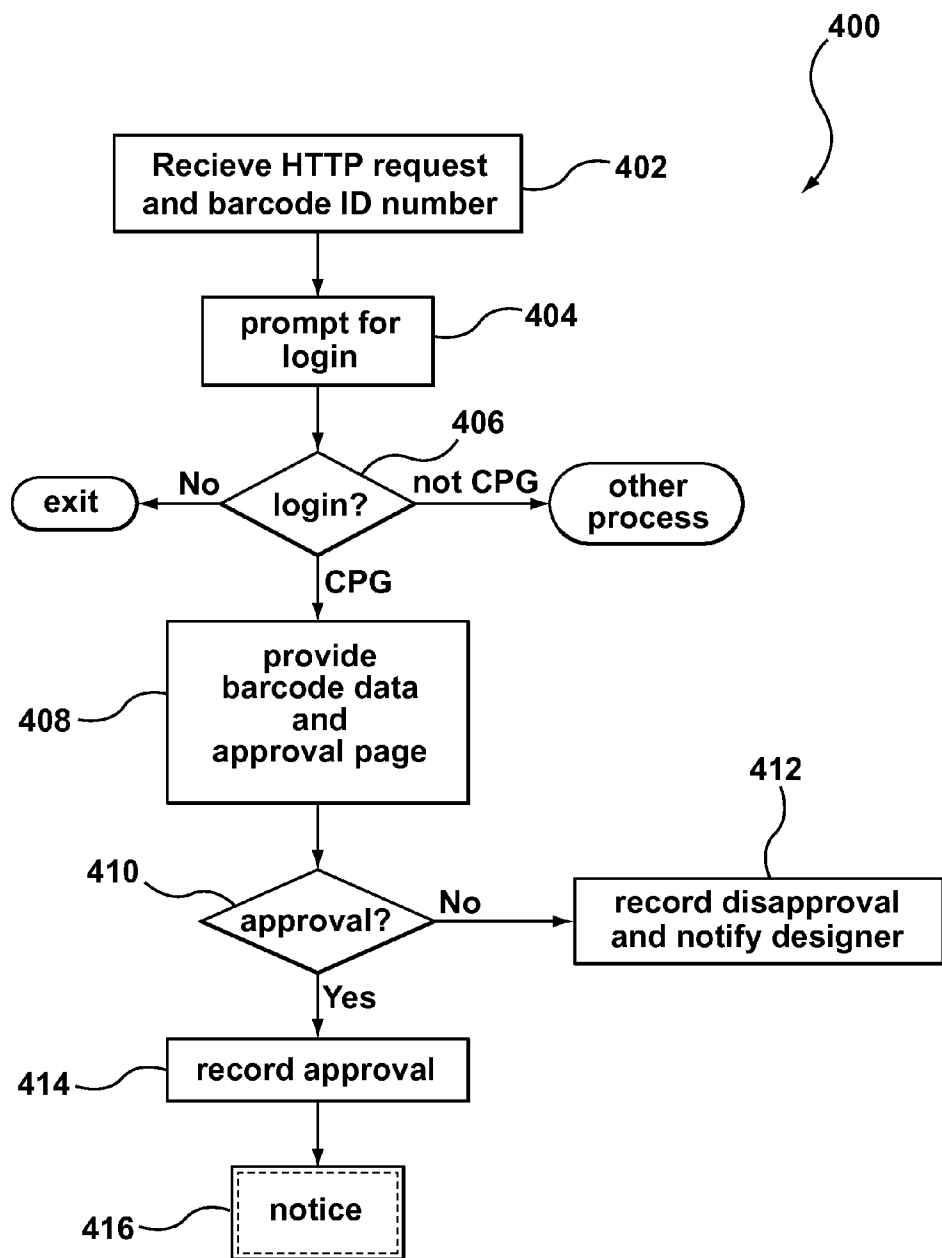 400
Recieve HTTP request
and barcode ID number
402
prompt for
login
404
406
exit
No
login?
not CPG
other
process
CPG
provide
barcode data
and
approval page
408
412
410
approval?
No
record disapproval
and notify designer
Yes
record approval
414
notice
416